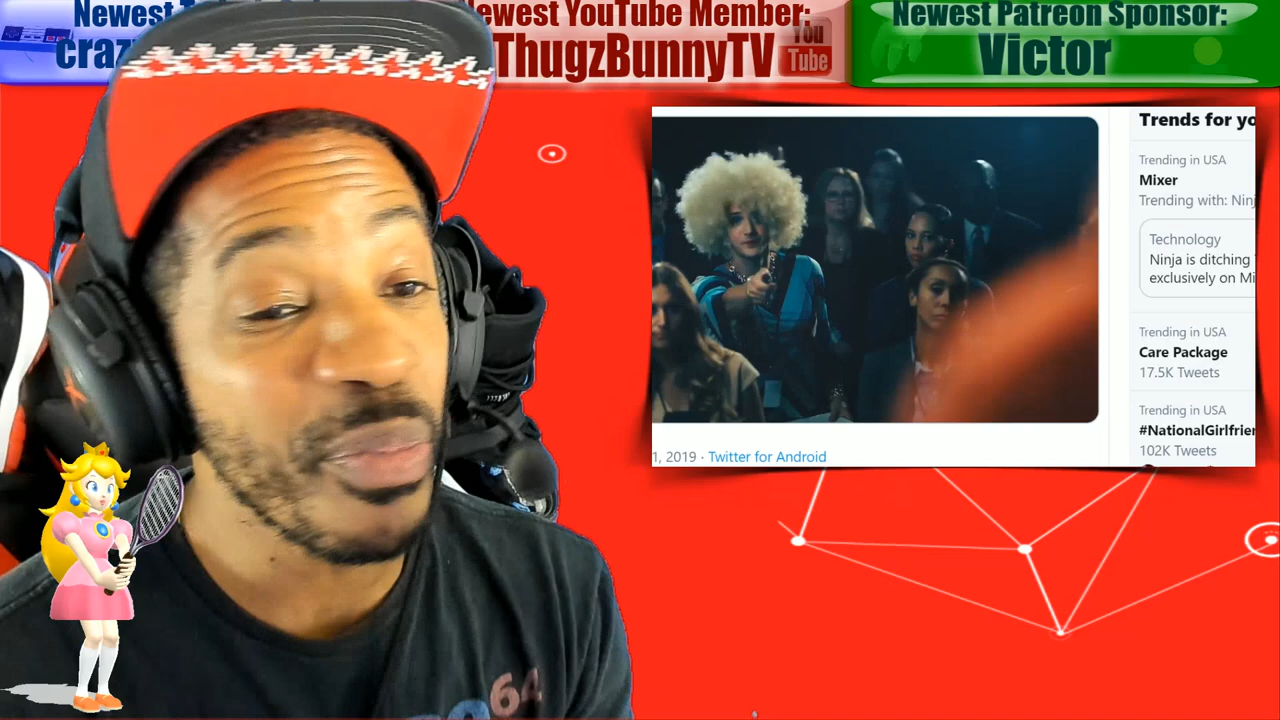 Newest
Newest YouTube Member:
ThugzBunnyTV
You
Tube
Newest Patreon Sponsor:
Victor
Trends for yo
Trending in USA
Mixer
Trending with: Ninj
Technology
Ninja is ditching
exclusively on Mi
Trending in USA
Care Package
17.5K Tweets
Trending in USA
#NationalGirlfrien
102K Tweets
1, 2019 · Twitter for Android
64